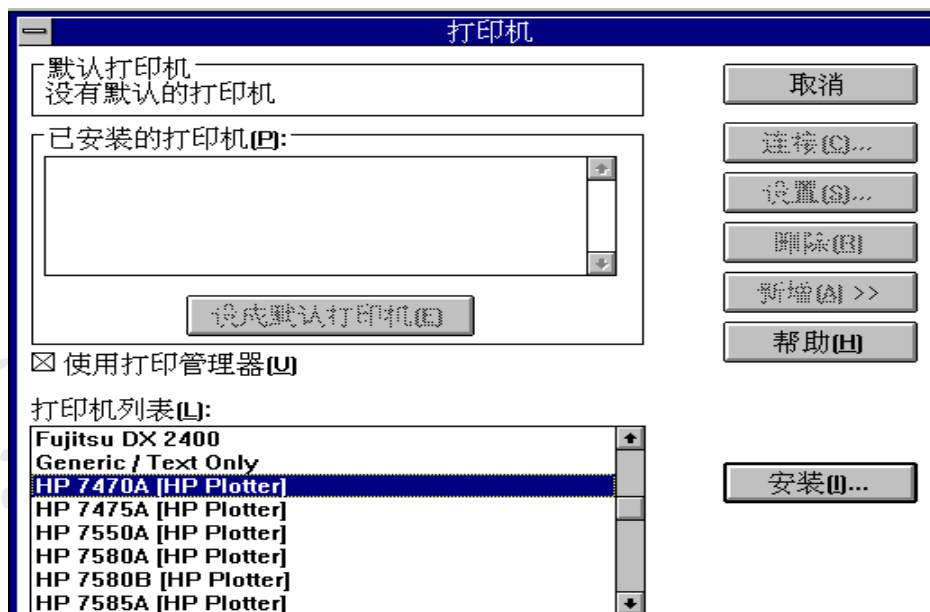 打印机
默认打印机
没有默认的打印机
取消
已安装的打印机(P):
连接(C)...
设置(S)...
删除(R)
新增(A) >>
设成默认打印机(E)
帮助(H)
使用打印管理器(U)
打印机列表(L):
Fujitsu DX 2400
Generic / Text Only
HP 7470A [HP Plotter]
HP 7475A [HP Plotter]
HP 7550A [HP Plotter]
HP 7580A [HP Plotter]
HP 7580B [HP Plotter]
HP 7585A [HP Plotter]
安装(I)...